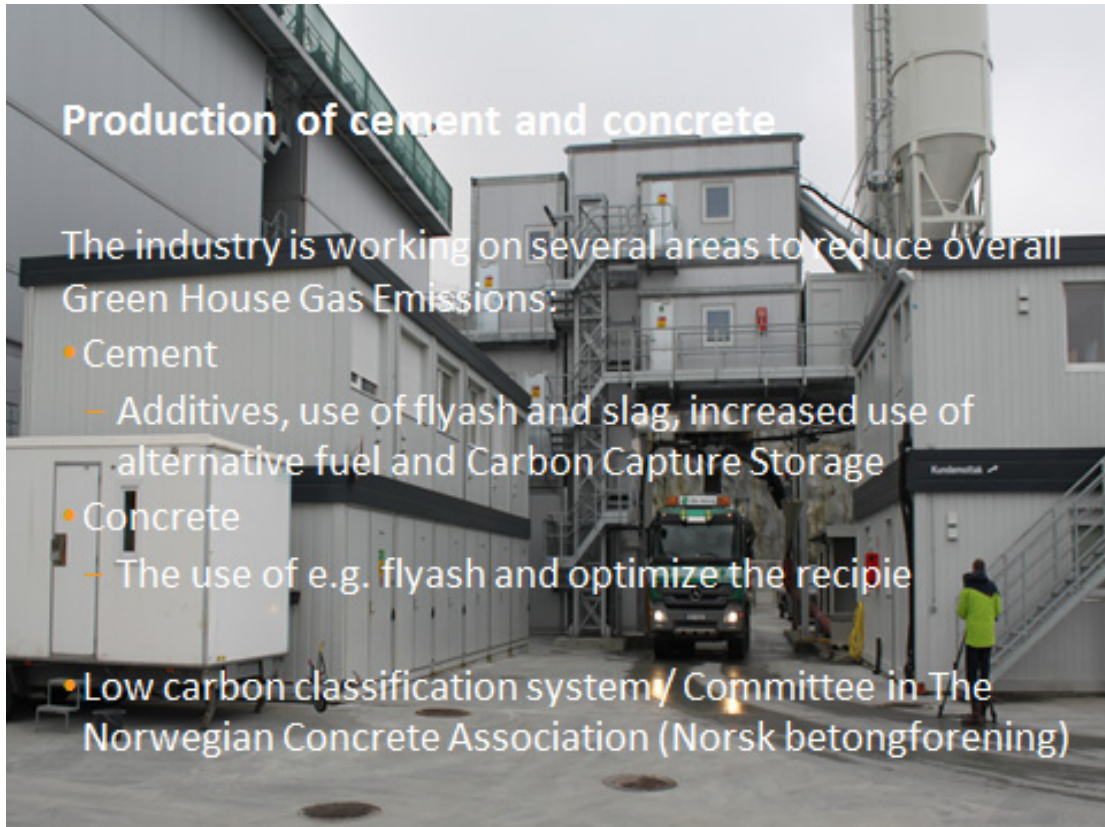 Production of cement and concrete
The industry is working on several areas to reduce overall
Green House Gas Emissions:
• Cement
– Additives, use of flyash and slag, increased use of
alternative fuel and Carbon Capture Storage
Kundemottak
• Concrete
– The use of e.g. flyash and optimize the recipie
• Low carbon classification system/ Committee in The
Norwegian Concrete Association (Norsk betongforening)